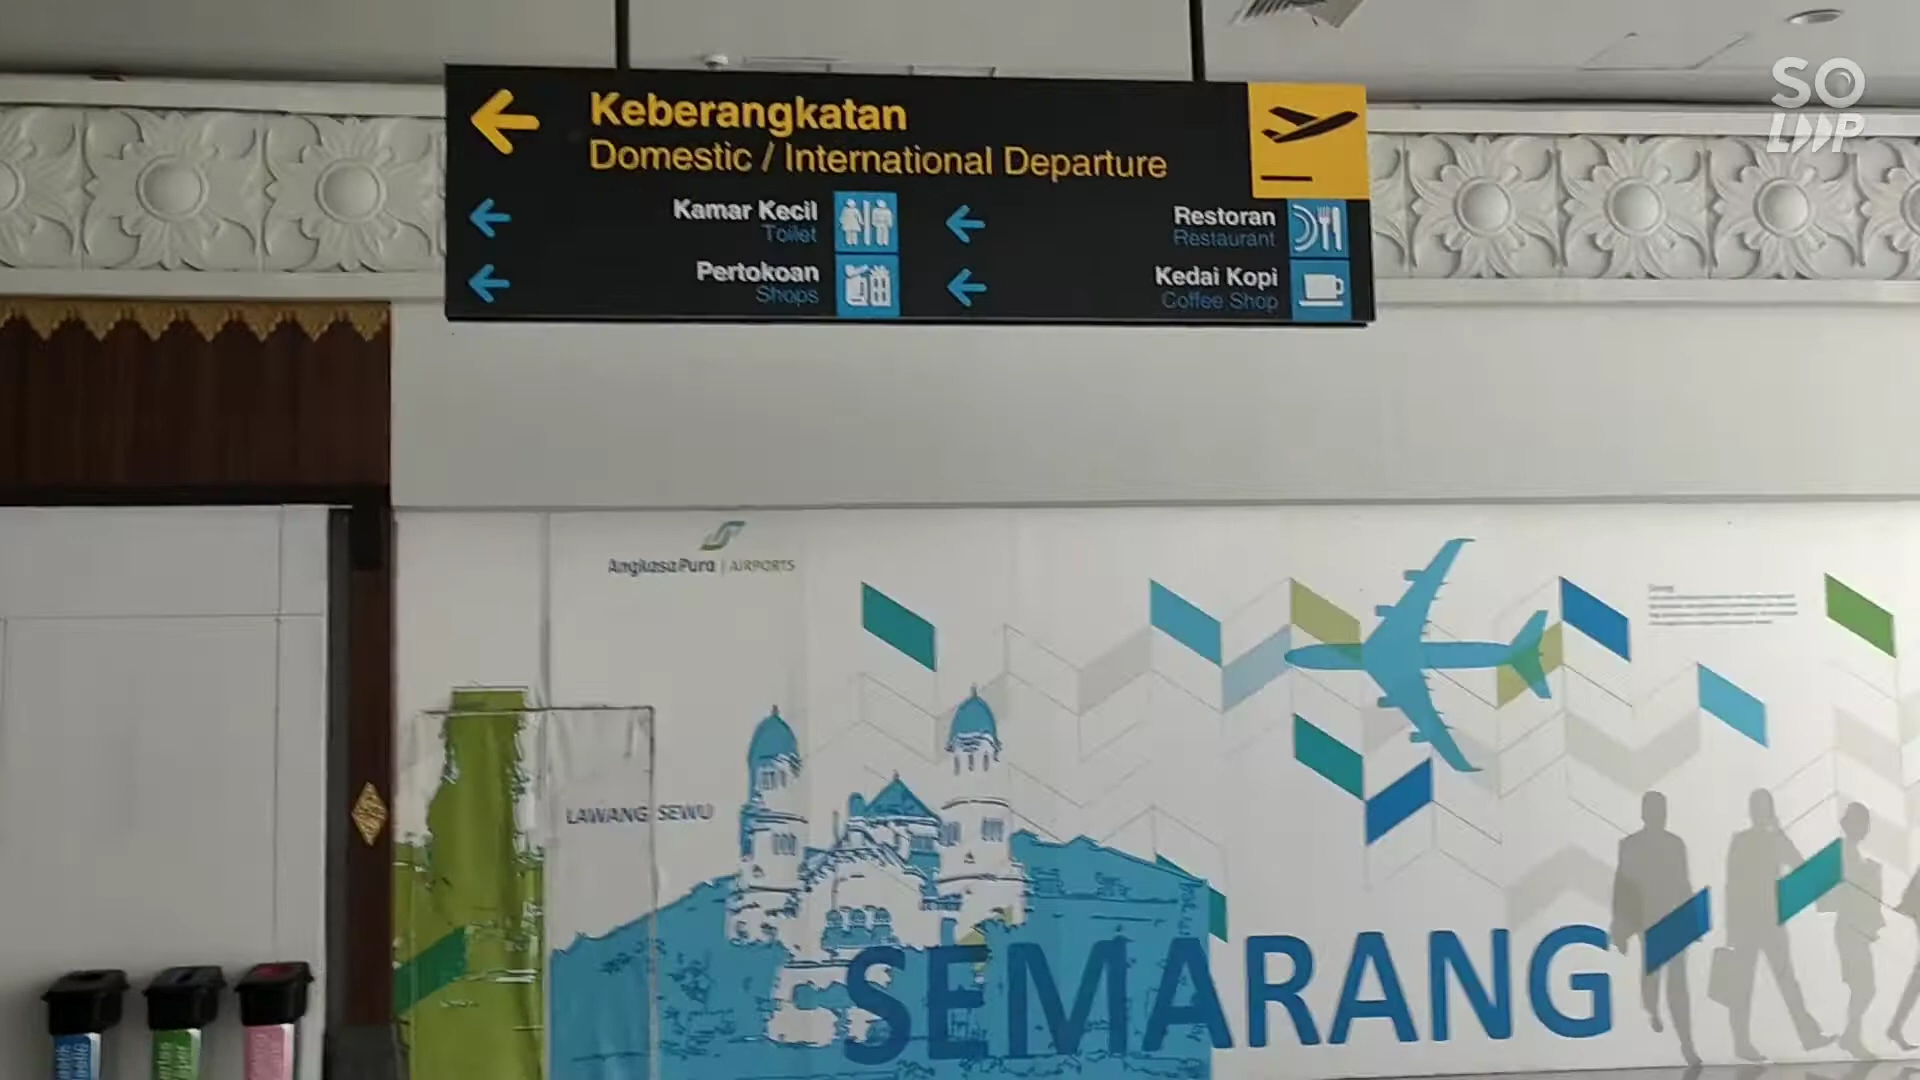 SO
LOOP
Keberangkatan
Domestic / International Departure
Kamar Kecil
Toilet
Restoran
Restaurant
Pertokoan
Shops
Kedai Kopi
Coffee Shop
AngkasaPura | AIRPORTS
LAWANG SEWU
SEMARANG